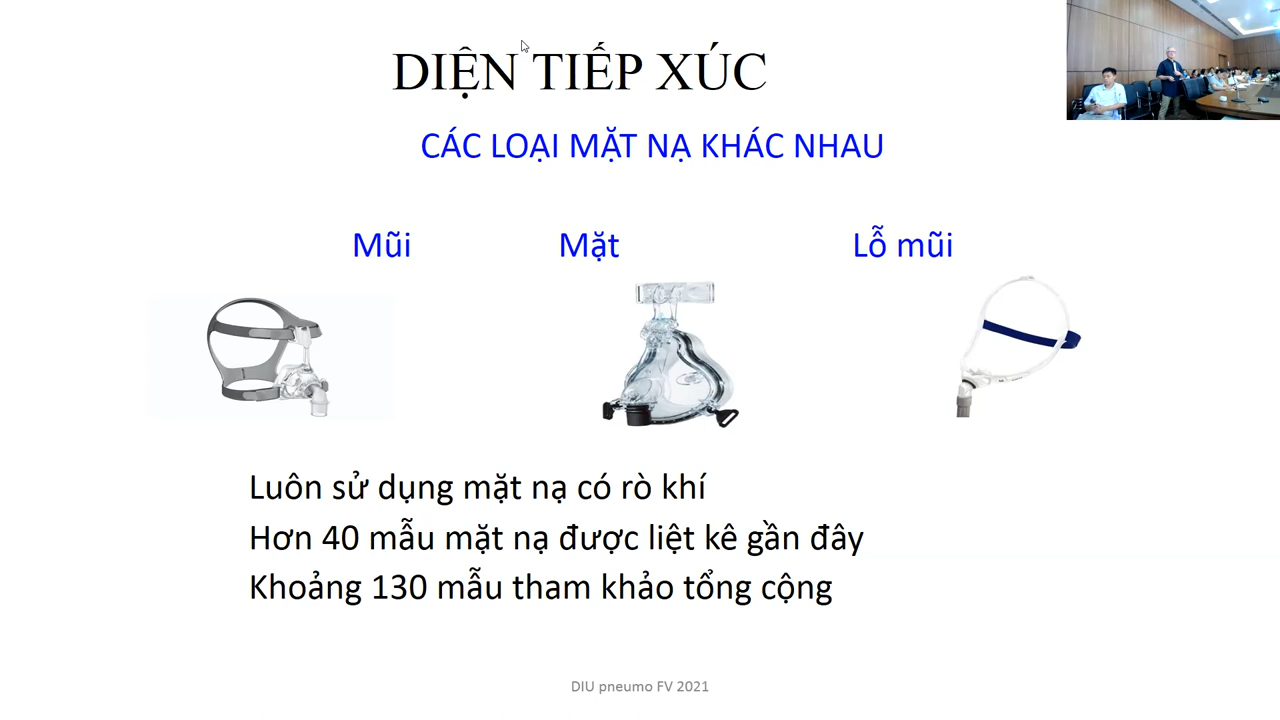 DIỆN TIẾP XÚC
CÁC LOẠI MẶT NẠ KHÁC NHAU
Mũi Mặt Lỗ mũi
Luôn sử dụng mặt nạ có rò khí
Hơn 40 mẫu mặt nạ được liệt kê gần đây
Khoảng 130 mẫu tham khảo tổng cộng
DIU pneumo FV 2021